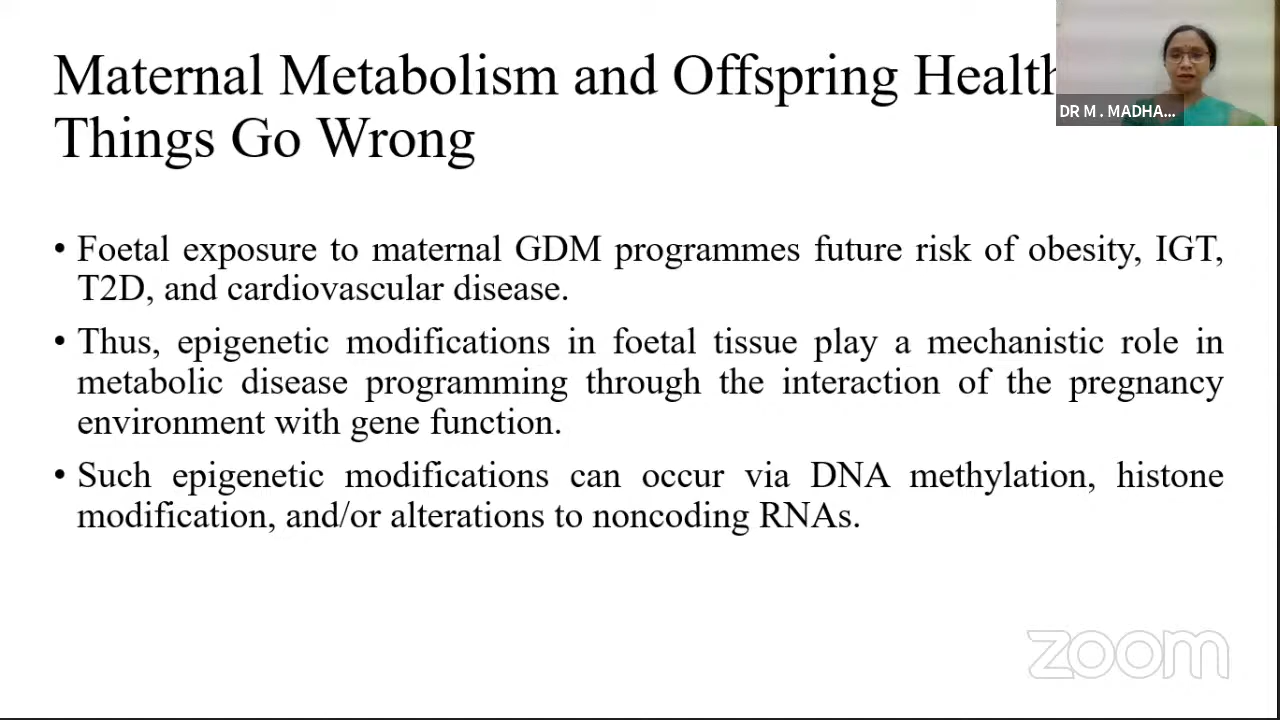 Maternal Metabolism and Offspring Health
Things Go Wrong
DR M . MADHA...
• Foetal exposure to maternal GDM programmes future risk of obesity, IGT,
T2D, and cardiovascular disease.
• Thus, epigenetic modifications in foetal tissue play a mechanistic role in
metabolic disease programming through the interaction of the pregnancy
environment with gene function.
• Such epigenetic modifications can occur via DNA methylation, histone
modification, and/or alterations to noncoding RNAs.
zoom